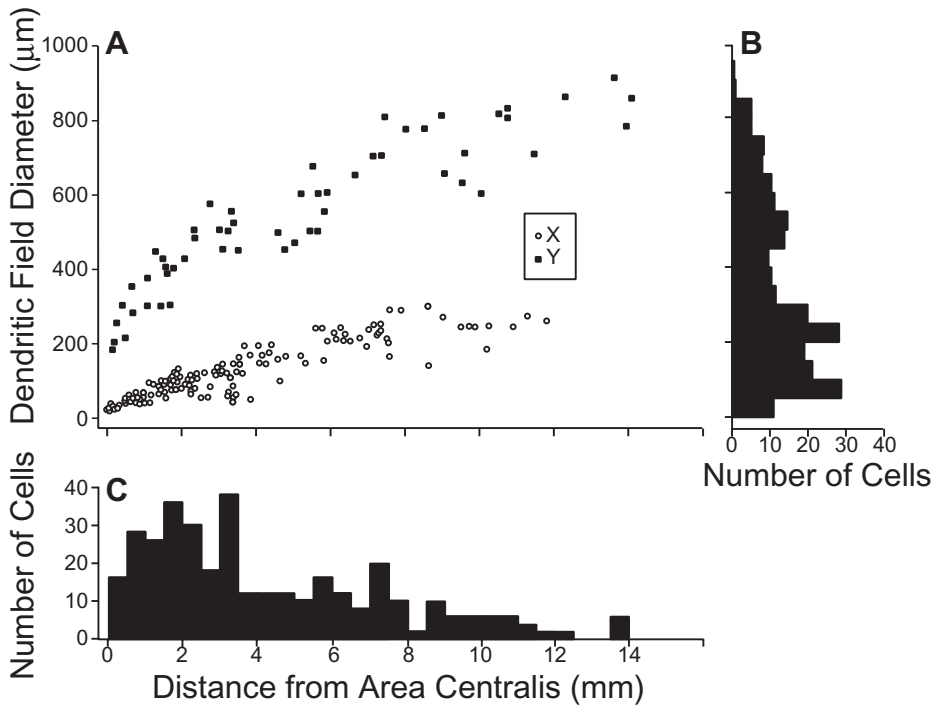 A
Dendritic Field Diameter (μm)
1000
800
600
400
200
0
X
Y
B
0 10 20 30 40
Number of Cells
C
Number of Cells
40
30
20
10
0
0 2 4 6 8 10 12 14
Distance from Area Centralis (mm)